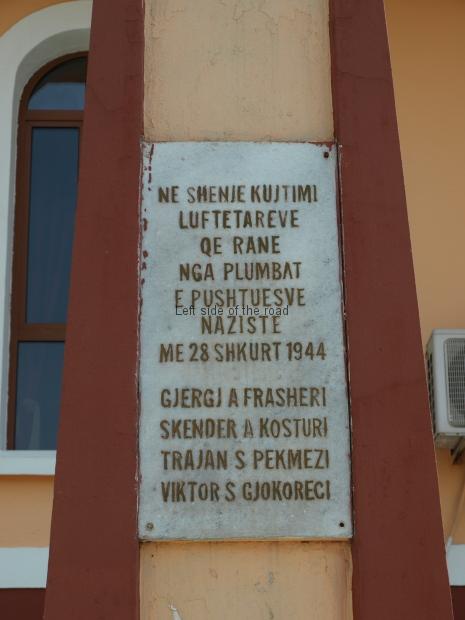 NE SHENJE KUJTIMI
LUFTETAREVE
QE RANE
NGA PLUMBAT
E PUSHTUESVE
Left side of the road
NAZISTE
ME 28 SHKURT 1944
GJERGJ A FRASHERI
SKENDER A KOSTURI
TRAJAN S PEKMEZI
VIKTOR S GJOKORECI